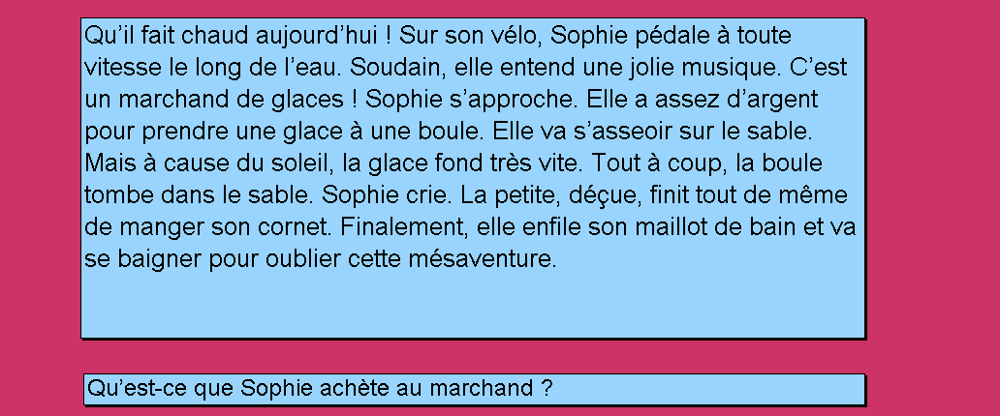 Qu’il fait chaud aujourd’hui ! Sur son vélo, Sophie pédale à toute
vitesse le long de l’eau. Soudain, elle entend une jolie musique. C’est
un marchand de glaces ! Sophie s’approche. Elle a assez d’argent
pour prendre une glace à une boule. Elle va s’asseoir sur le sable.
Mais à cause du soleil, la glace fond très vite. Tout à coup, la boule
tombe dans le sable. Sophie crie. La petite, déçue, finit tout de même
de manger son cornet. Finalement, elle enfile son maillot de bain et va
se baigner pour oublier cette mésaventure.
Qu’est-ce que Sophie achète au marchand ?